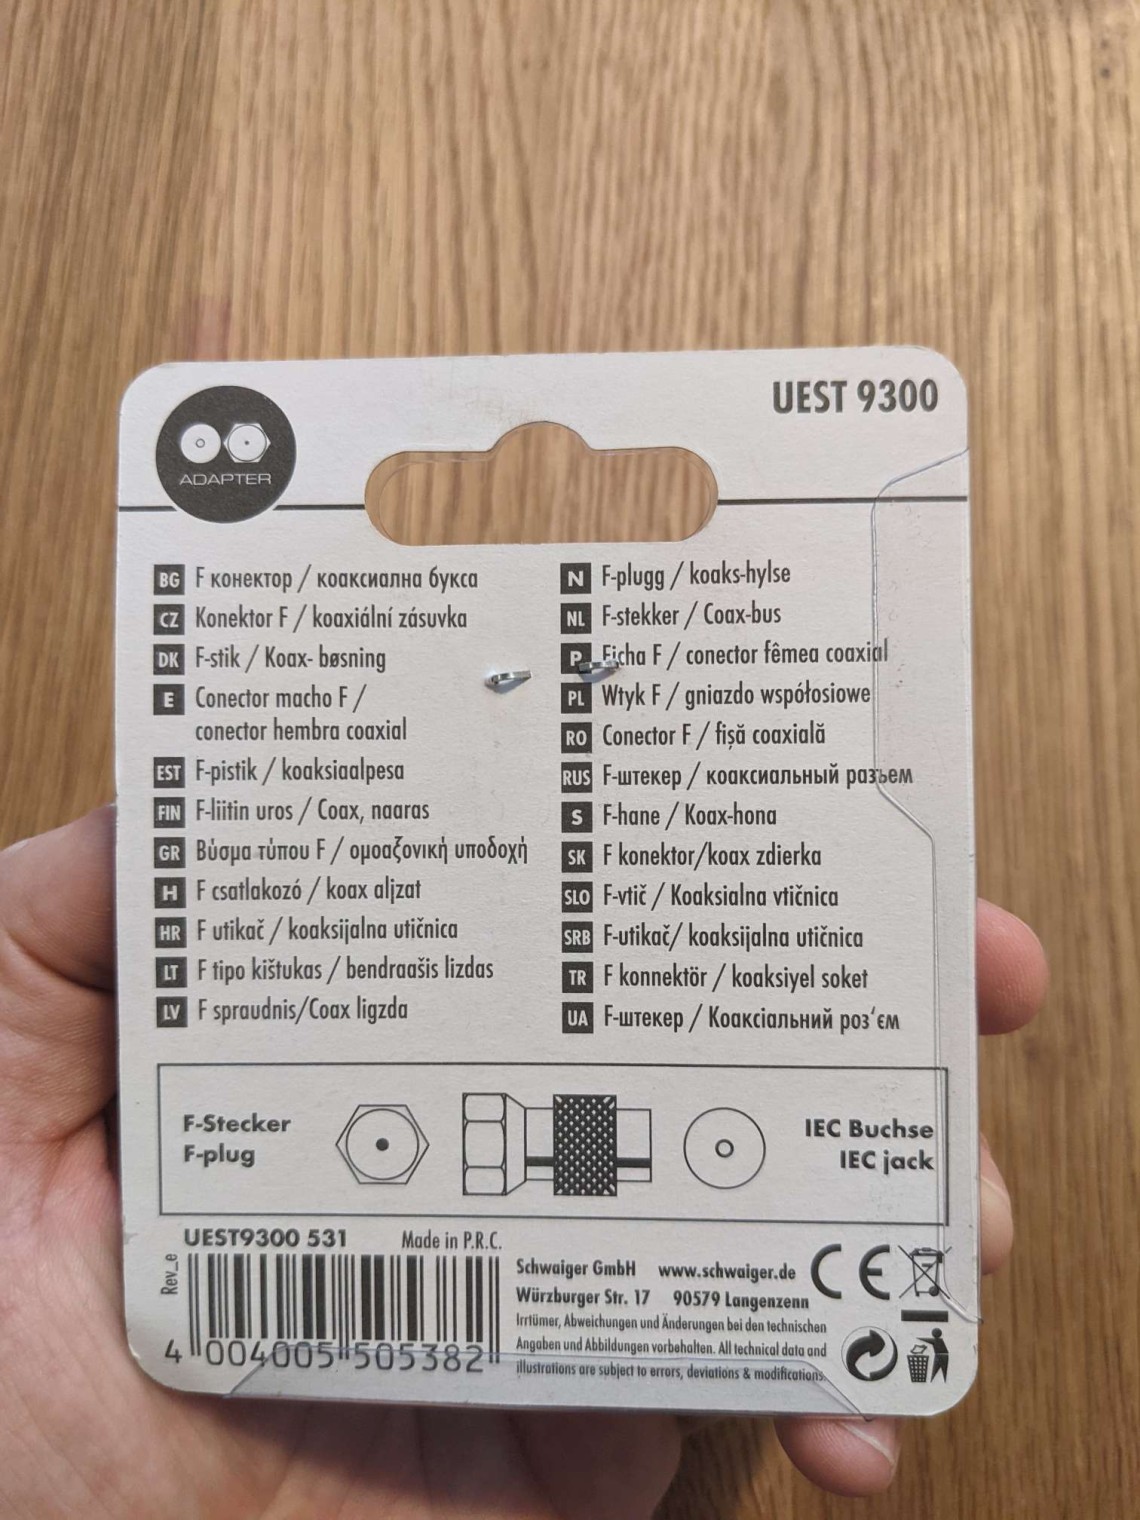 UEST 9300
ADAPTER
BG F конектор / коаксиална букса
CZ Konektor F / koaxiální zásuvka
DK F-stik / Koax- bøsning
E Conector macho F /
conector hembra coaxial
EST F-pistik / koaksiaalpesa
FIN F-liitin uros / Coax, naaras
GR Βύσμα τύπου F / ομοαξονική υποδοχή
H F csatlakozó / koax aljzat
HR F utikač / koaksijalna utičnica
LT F tipo kištukas / bendraašis lizdas
LV F spraudnis/Coax ligzda
N F-plugg / koaks-hylse
NL F-stekker / Coax-bus
P Ficha F / conector fêmea coaxial
PL Wtyk F / gniazdo współosiowe
RO Conector F / fișă coaxială
RUS F-штекер / коаксиальный разъем
S F-hane / Koax-hona
SK F konektor/koax zdierka
SLO F-vtič / Koaksialna vtičnica
SRB F-utikač/ koaksijalna utičnica
TR F konnektör / koaksiyel soket
UA F-штекер / Коаксіальний роз‘єм
F-Stecker
F-plug
IEC Buchse
IEC jack
UEST9300 531 Made in P.R.C.
Rev_e
4 004005 505382
Schwaiger GmbH www.schwaiger.de
Würzburger Str. 17 90579 Langenzenn
Irrtümer, Abweichungen und Änderungen bei den technischen
Angaben und Abbildungen vorbehalten. All technical data and
illustrations are subject to errors, deviations & modifications.
CE